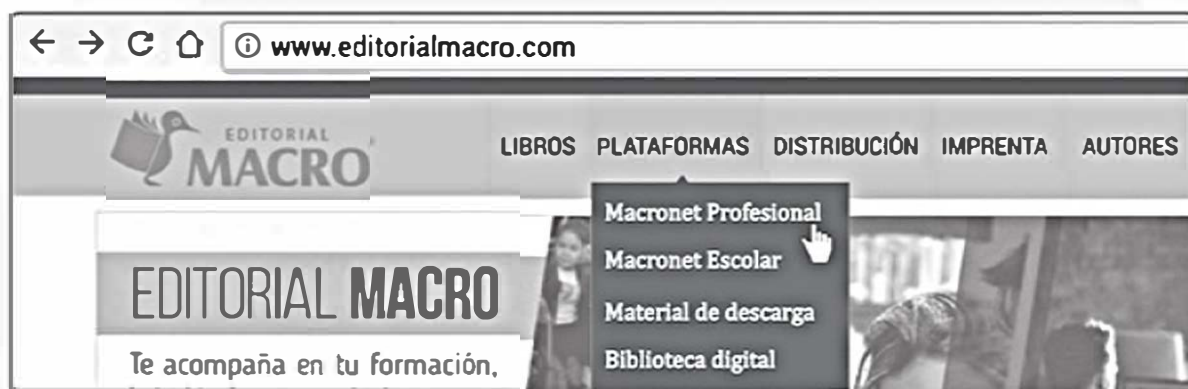 www.editorialmacro.com
EDITORIAL
MACRO
LIBROS PLATAFORMAS DISTRIBUCIÓN IMPRENTA AUTORES
Macronet Profesional
Macronet Escolar
Material de descarga
Biblioteca digital
EDITORIAL MACRO
Te acompaña en tu formación,